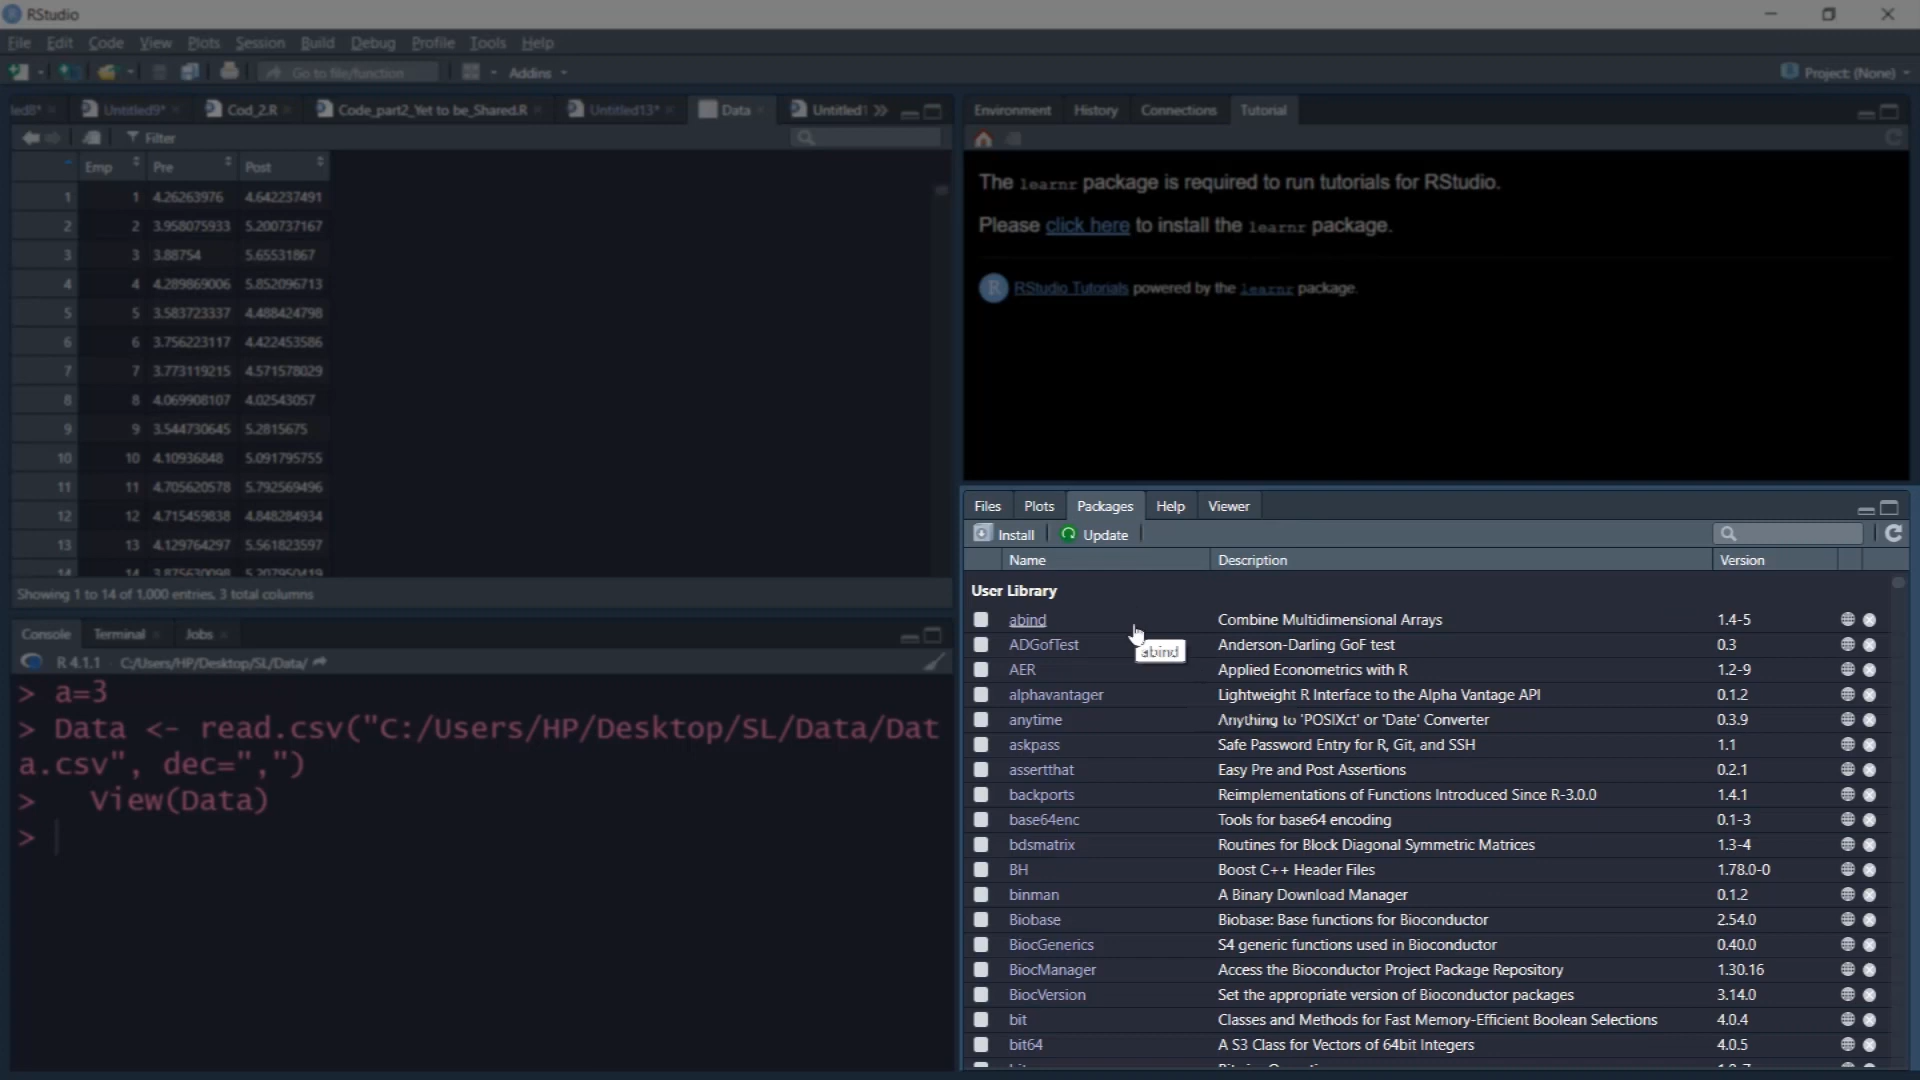 RStudio
File Edit Code View Plots Session Build Debug Profile Tools Help
Go to file/function Addins Project: (None)
led8* Untitled9* Cod_2.R Code_part2_Yet to be_Shared.R Untitled13* Data Untitled1
Filter
Emp Pre Post
1 1 4.26263976 4.642237491
2 2 3.958075933 5.200737167
3 3 3.88754 5.65531867
4 4 4.289869006 5.852096713
5 5 3.583723337 4.488424798
6 6 3.756223117 4.422453586
7 7 3.773119215 4.571578029
8 8 4.069908107 4.02543057
9 9 3.544730645 5.2815675
10 10 4.10936848 5.091795755
11 11 4.705620578 5.792569496
12 12 4.715459838 4.848284934
13 13 4.129764297 5.561823597
14 14 3.875630098 5.207950419
Showing 1 to 14 of 1,000 entries, 3 total columns
Console Terminal Jobs
R 4.1.1 · C:/Users/HP/Desktop/SL/Data/
> a=3
> Data <- read.csv("C:/Users/HP/Desktop/SL/Data/Dat
a.csv", dec=",")
> View(Data)
>
Environment History Connections Tutorial
The learnr package is required to run tutorials for RStudio.
Please click here to install the learnr package.
R RStudio Tutorials powered by the learnr package.
Files Plots Packages Help Viewer
Install Update
Name Description Version
User Library
abind Combine Multidimensional Arrays 1.4-5
abind
ADGofTest Anderson-Darling GoF test 0.3
AER Applied Econometrics with R 1.2-9
alphavantager Lightweight R Interface to the Alpha Vantage API 0.1.2
anytime Anything to 'POSIXct' or 'Date' Converter 0.3.9
askpass Safe Password Entry for R, Git, and SSH 1.1
assertthat Easy Pre and Post Assertions 0.2.1
backports Reimplementations of Functions Introduced Since R-3.0.0 1.4.1
base64enc Tools for base64 encoding 0.1-3
bdsmatrix Routines for Block Diagonal Symmetric Matrices 1.3-4
BH Boost C++ Header Files 1.78.0-0
binman A Binary Download Manager 0.1.2
Biobase Biobase: Base functions for Bioconductor 2.54.0
BiocGenerics S4 generic functions used in Bioconductor 0.40.0
BiocManager Access the Bioconductor Project Package Repository 1.30.16
BiocVersion Set the appropriate version of Bioconductor packages 3.14.0
bit Classes and Methods for Fast Memory-Efficient Boolean Selections 4.0.4
bit64 A S3 Class for Vectors of 64bit Integers 4.0.5